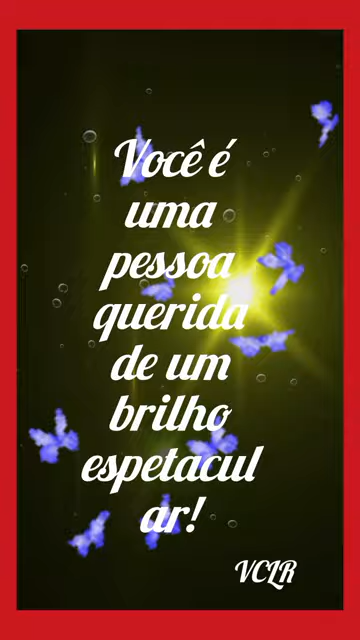 Você é
uma
pessoa
querida
de um
brilho
espetacul
ar!
VCLR